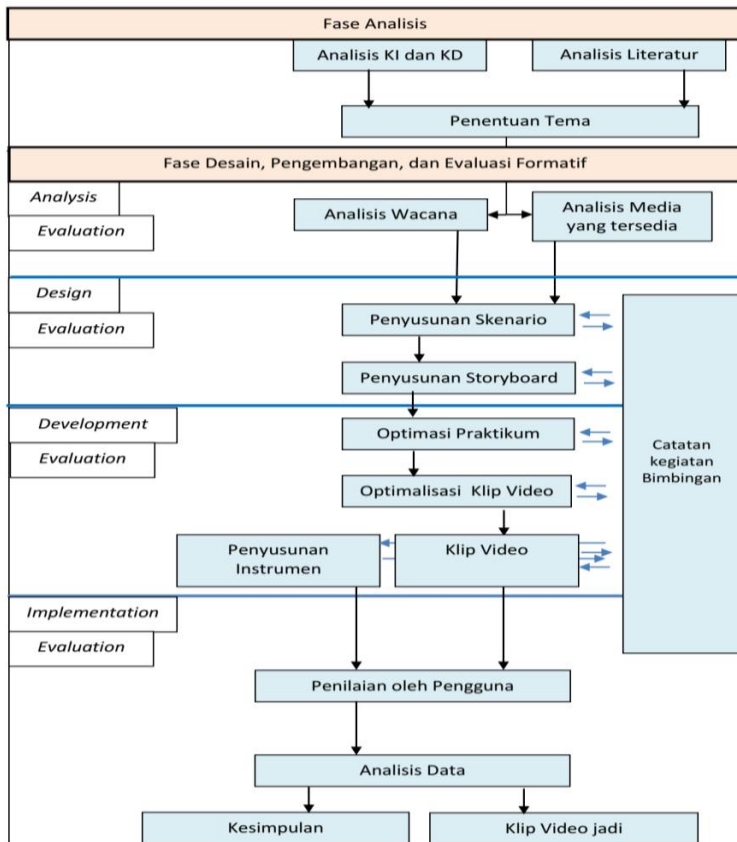 Fase Analisis
Analisis KI dan KD
Analisis Literatur
Penentuan Tema
Fase Desain, Pengembangan, dan Evaluasi Formatif
Analysis
Evaluation
Analisis Wacana
Analisis Media
yang tersedia
Design
Evaluation
Penyusunan Skenario
Penyusunan Storyboard
Development
Evaluation
Optimasi Praktikum
Optimalisasi Klip Video
Catatan
kegiatan
Bimbingan
Penyusunan
Instrumen
Klip Video
Implementation
Evaluation
Penilaian oleh Pengguna
Analisis Data
Kesimpulan
Klip Video jadi